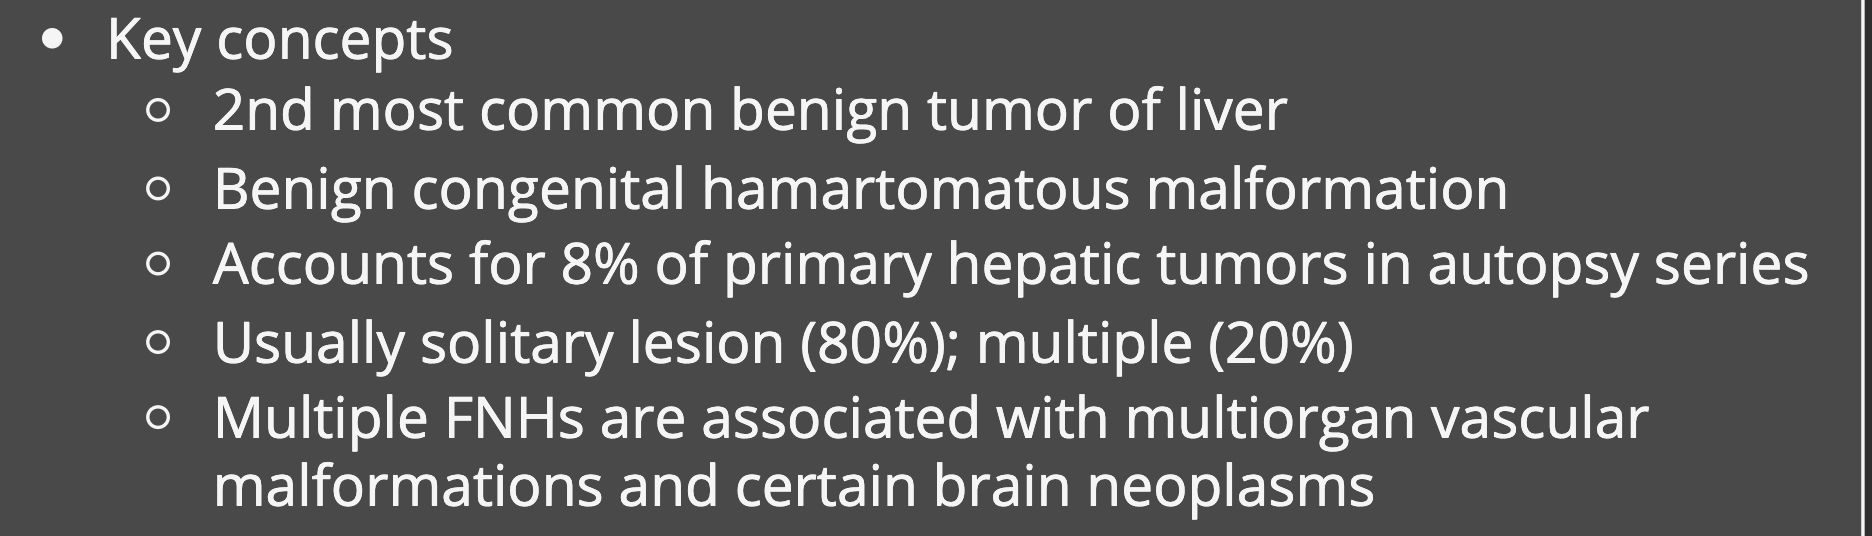 • Key concepts
○ 2nd most common benign tumor of liver
○ Benign congenital hamartomatous malformation
○ Accounts for 8% of primary hepatic tumors in autopsy series
○ Usually solitary lesion (80%); multiple (20%)
○ Multiple FNHs are associated with multiorgan vascular
malformations and certain brain neoplasms